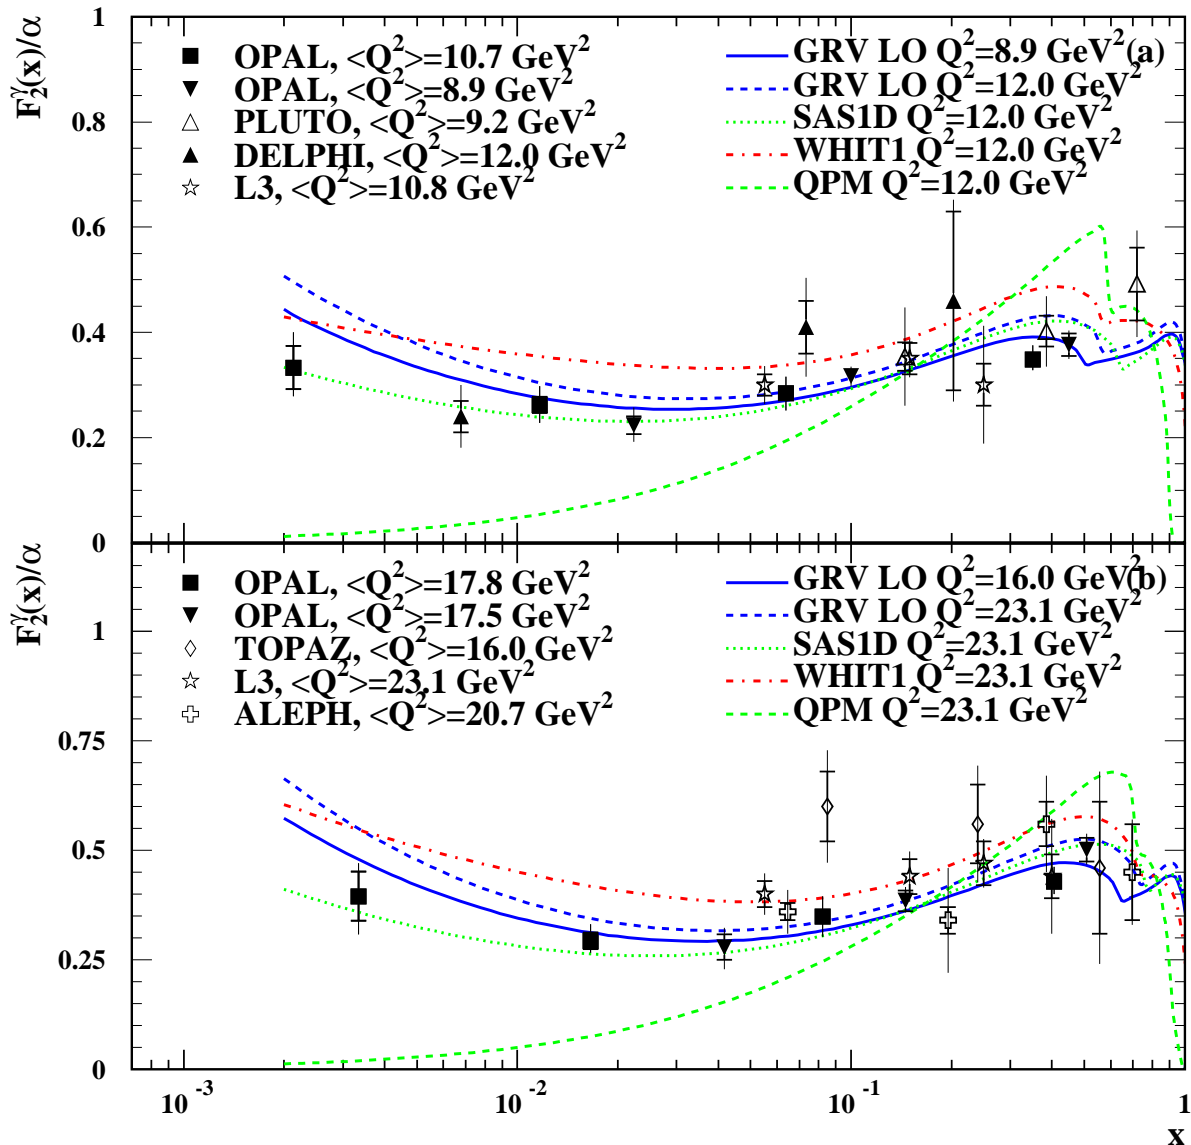 F₂^γ(x)/α
1
0.8
0.6
0.4
0.2
0
OPAL, <Q²>=10.7 GeV²
OPAL, <Q²>=8.9 GeV²
PLUTO, <Q²>=9.2 GeV²
DELPHI, <Q²>=12.0 GeV²
L3, <Q²>=10.8 GeV²
GRV LO Q²=8.9 GeV² (a)
GRV LO Q²=12.0 GeV²
SAS1D Q²=12.0 GeV²
WHIT1 Q²=12.0 GeV²
QPM Q²=12.0 GeV²
F₂^γ(x)/α
1
0.75
0.5
0.25
0
OPAL, <Q²>=17.8 GeV²
OPAL, <Q²>=17.5 GeV²
TOPAZ, <Q²>=16.0 GeV²
L3, <Q²>=23.1 GeV²
ALEPH, <Q²>=20.7 GeV²
GRV LO Q²=16.0 GeV² (b)
GRV LO Q²=23.1 GeV²
SAS1D Q²=23.1 GeV²
WHIT1 Q²=23.1 GeV²
QPM Q²=23.1 GeV²
10⁻³ 10⁻² 10⁻¹ 1
x